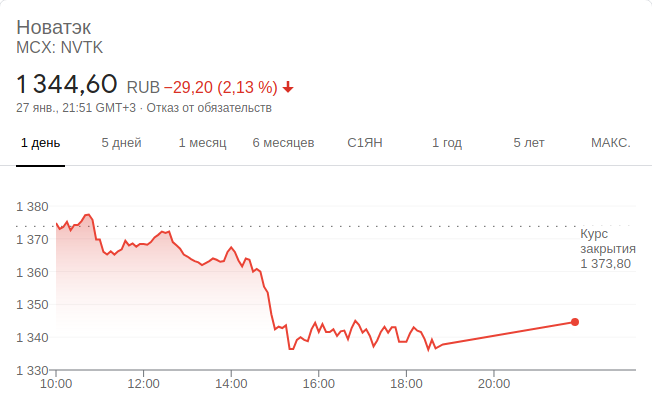 Новатэк
MCX: NVTK
1 344,60 RUB −29,20 (2,13 %)
27 янв., 21:51 GMT+3 · Отказ от обязательств
1 день 5 дней 1 месяц 6 месяцев С1ЯН 1 год 5 лет МАКС.
1 380
1 370
1 360
1 350
1 340
1 330
Курс
закрытия
1 373,80
10:00 12:00 14:00 16:00 18:00 20:00